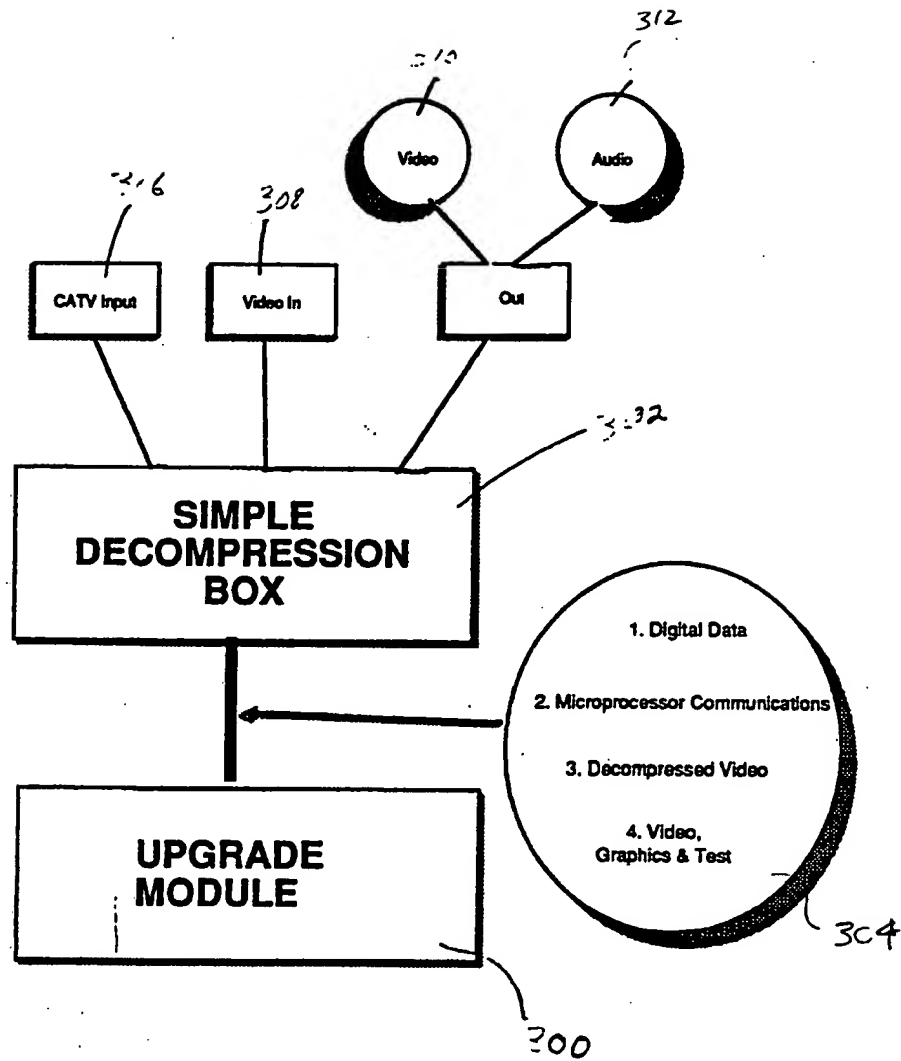 312
Video
Audio
308
CATV Input
Video In
Out
SIMPLE
DECOMPRESSION
BOX
1. Digital Data
2. Microprocessor Communications
3. Decompressed Video
4. Video,
Graphics & Test
UPGRADE
MODULE
304
300